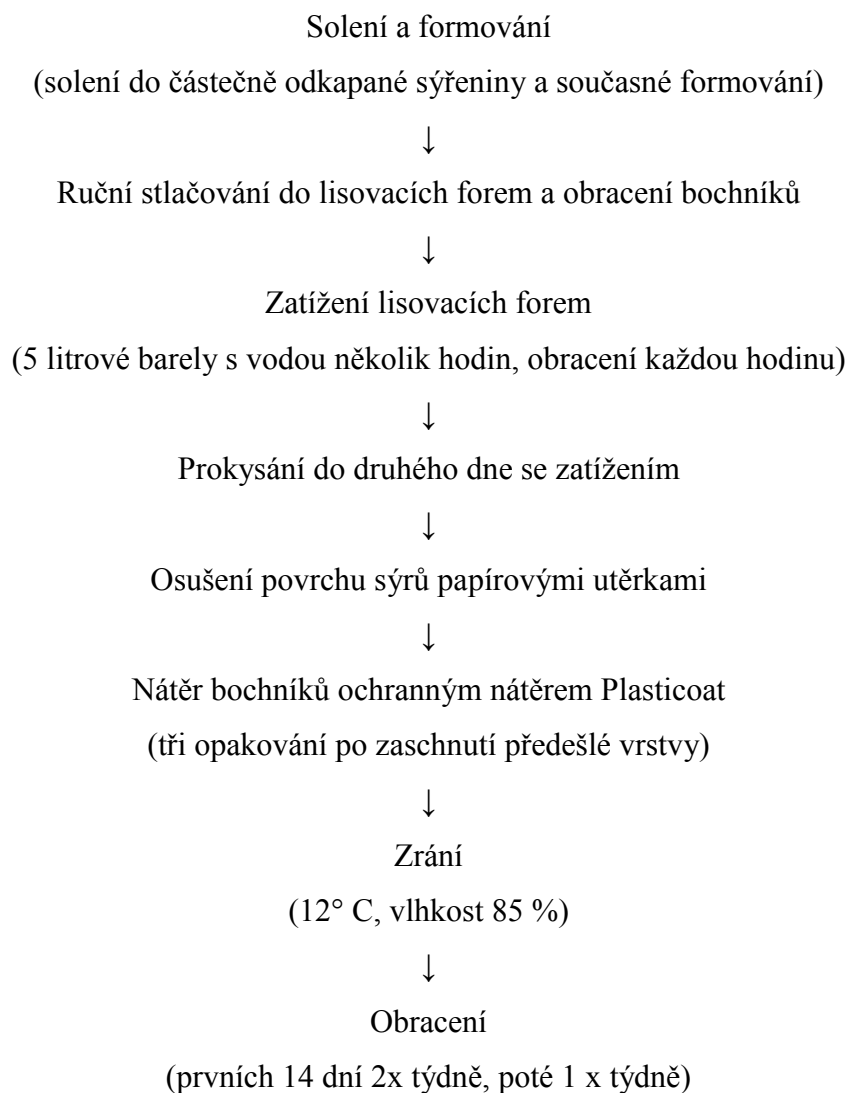 Solení a formování
(solení do částečně odkapané sýřeniny a současné formování)
↓
Ruční stlačování do lisovacích forem a obracení bochníků
↓
Zatížení lisovacích forem
(5 litrové barely s vodou několik hodin, obracení každou hodinu)
↓
Prokysání do druhého dne se zatížením
↓
Osušení povrchu sýrů papírovými utěrkami
↓
Nátěr bochníků ochranným nátěrem Plasticoat
(tři opakování po zaschnutí předešlé vrstvy)
↓
Zrání
(12° C, vlhkost 85 %)
↓
Obracení
(prvních 14 dní 2x týdně, poté 1 x týdně)